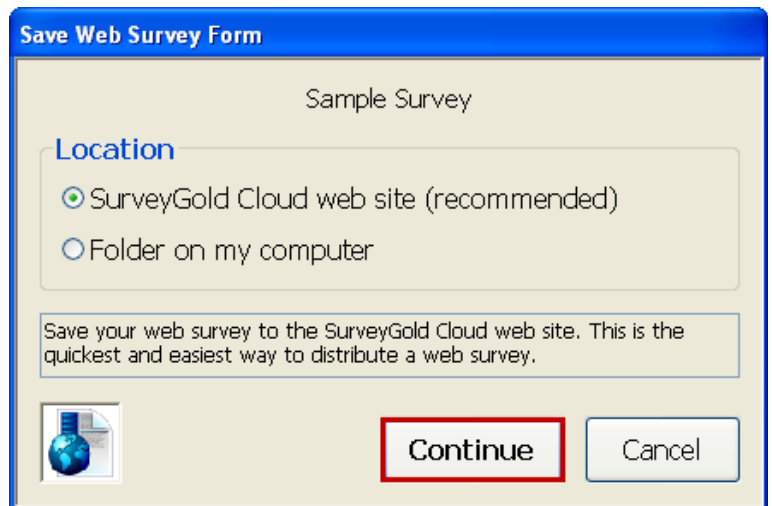 Save Web Survey Form
Sample Survey
Location
SurveyGold Cloud web site (recommended)
Folder on my computer
Save your web survey to the SurveyGold Cloud web site. This is the
quickest and easiest way to distribute a web survey.
Continue
Cancel